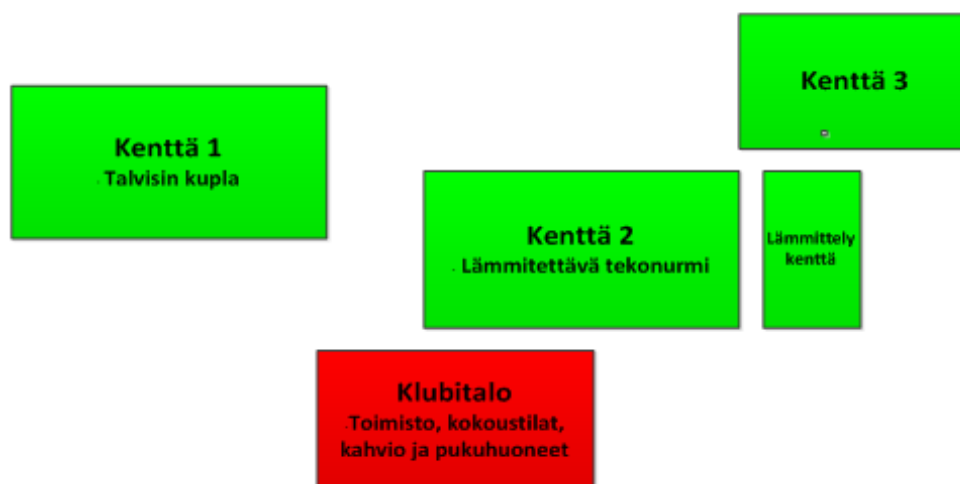 Kenttä 3
Kenttä 1
Talvisin kupla
Kenttä 2
Lämmitettävä tekonurmi
Lämmittely
kenttä
Klubitalo
Toimisto, kokoustilat,
kahvio ja pukuhuoneet